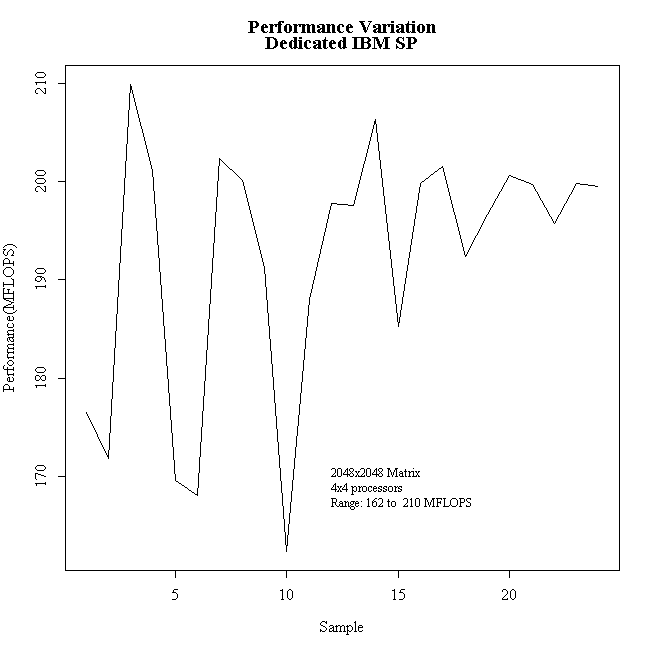 Performance Variation
Dedicated IBM SP
Performance(MFLOPS)
210
200
190
180
170
2048x2048 Matrix
4x4 processors
Range: 162 to  210 MFLOPS
5
10
15
20
Sample